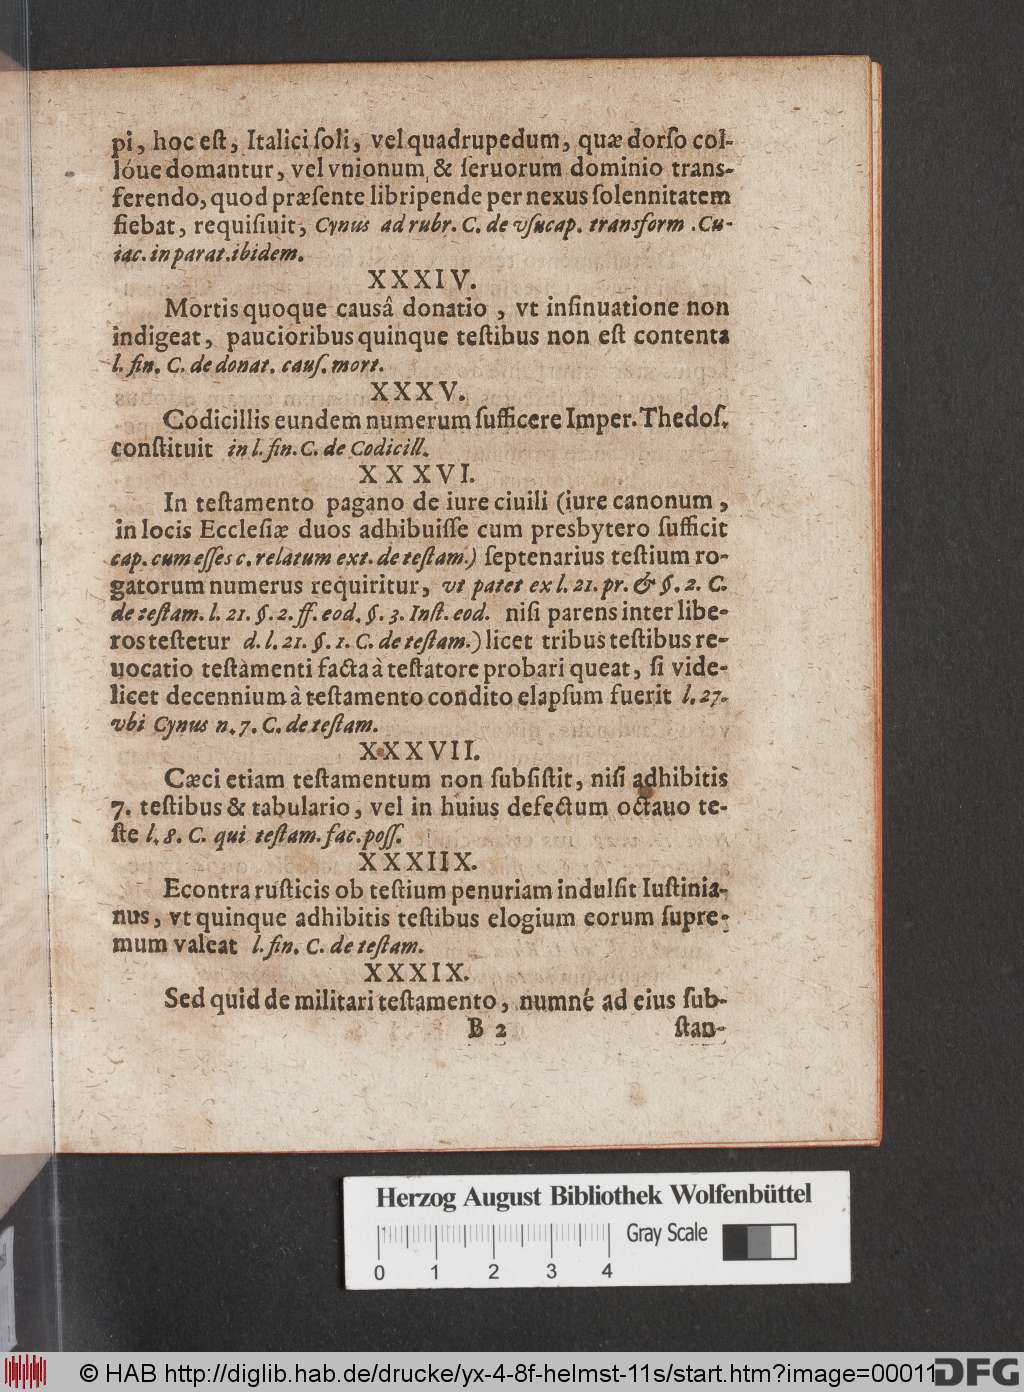 pi, hoc eſt, Italici ſoli, vel quadrupedum, quæ dorſo col-
lóue domantur, vel vnionum & ſeruorum dominio trans-
ferendo, quod præſente libripende per nexus ſolennitatem
fiebat, requiſiuit, Cynus ad rubr. C. de vſucap. transform. Cu-
iac. in parat. ibidem.
XXXIV.
Mortis quoque causâ donatio, vt inſinuatione non
indigeat, paucioribus quinque teſtibus non eſt contenta
l. fin. C. de donat. cauſ. mort.
XXXV.
Codicillis eundem numerum ſufficere Imper. Thedoſ.
conſtituit in l. fin. C. de Codicill.
XXXVI.
In teſtamento pagano de iure ciuili (iure canonum,
in locis Eccleſiæ duos adhibuiſſe cum presbytero ſufficit
cap. cum eſſes c. relatum ext. de teſtam.) ſeptenarius teſtium ro-
gatorum numerus requiritur, vt patet ex l. 21. pr. & §. 2. C.
de teſtam. l. 21. §. 2. ff. eod. §. 3. Inſt. eod. niſi parens inter libe-
ros teſtetur d. l. 21. §. 1. C. de teſtam.) licet tribus teſtibus re-
uocatio teſtamenti facta à teſtatore probari queat, ſi vide-
licet decennium à teſtamento condito elapſum fuerit l. 27.
vbi Cynus n. 7. C. de teſtam.
XXXVII.
Cæci etiam teſtamentum non ſubſiſtit, niſi adhibitis
7. teſtibus & tabulario, vel in huius defectum octauo te-
ſte l. 8. C. qui teſtam. fac. poſſ.
XXXIIX.
Econtra ruſticis ob teſtium penuriam indulſit Iuſtinia-
nus, vt quinque adhibitis teſtibus elogium eorum ſupre-
mum valeat l. fin. C. de teſtam.
XXXIX.
Sed quid de militari teſtamento, numné ad eius ſub-
B 2 ſtan-
Herzog August Bibliothek Wolfenbüttel
Gray Scale
0 1 2 3 4
© HAB http://diglib.hab.de/drucke/yx-4-8f-helmst-11s/start.htm?image=00011
DFG